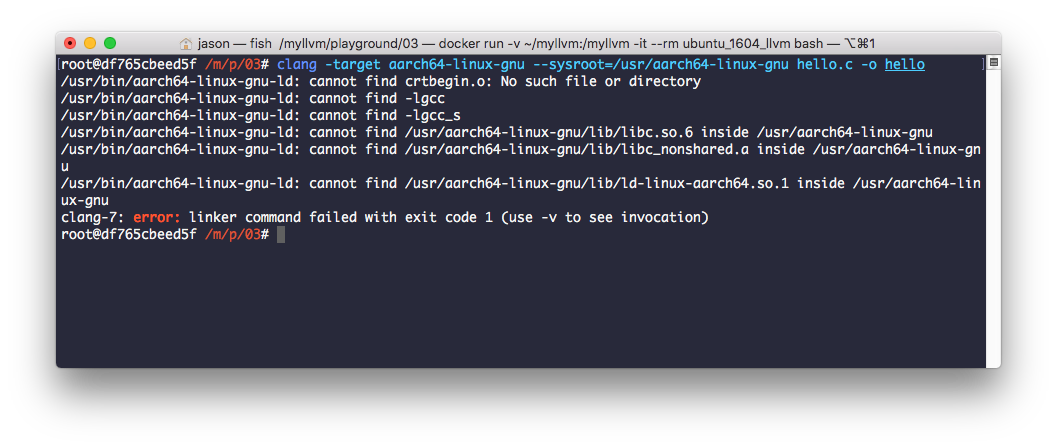 jason — fish /myllvm/playground/03 — docker run -v ~/myllvm:/myllvm -it --rm ubuntu_1604_llvm bash — ⌥⌘1
[root@df765cbeed5f /m/p/03# clang -target aarch64-linux-gnu --sysroot=/usr/aarch64-linux-gnu hello.c -o hello ]
/usr/bin/aarch64-linux-gnu-ld: cannot find crtbegin.o: No such file or directory
/usr/bin/aarch64-linux-gnu-ld: cannot find -lgcc
/usr/bin/aarch64-linux-gnu-ld: cannot find -lgcc_s
/usr/bin/aarch64-linux-gnu-ld: cannot find /usr/aarch64-linux-gnu/lib/libc.so.6 inside /usr/aarch64-linux-gnu
/usr/bin/aarch64-linux-gnu-ld: cannot find /usr/aarch64-linux-gnu/lib/libc_nonshared.a inside /usr/aarch64-linux-gn
u
/usr/bin/aarch64-linux-gnu-ld: cannot find /usr/aarch64-linux-gnu/lib/ld-linux-aarch64.so.1 inside /usr/aarch64-lin
ux-gnu
clang-7: error: linker command failed with exit code 1 (use -v to see invocation)
root@df765cbeed5f /m/p/03#